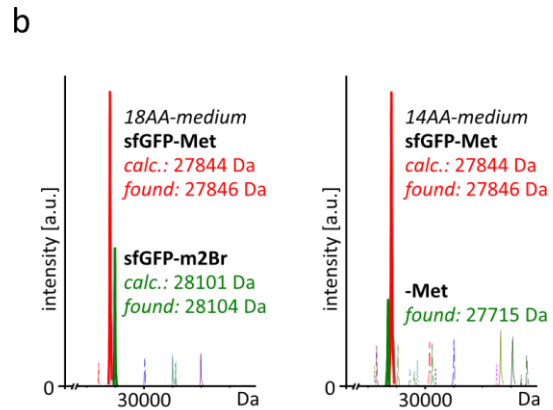 b
intensity [a.u.]
18AA-medium
sfGFP-Met
calc.: 27844 Da
found: 27846 Da
sfGFP-m2Br
calc.: 28101 Da
found: 28104 Da
0
30000
Da
intensity [a.u.]
14AA-medium
sfGFP-Met
calc.: 27844 Da
found: 27846 Da
-Met
found: 27715 Da
0
30000
Da